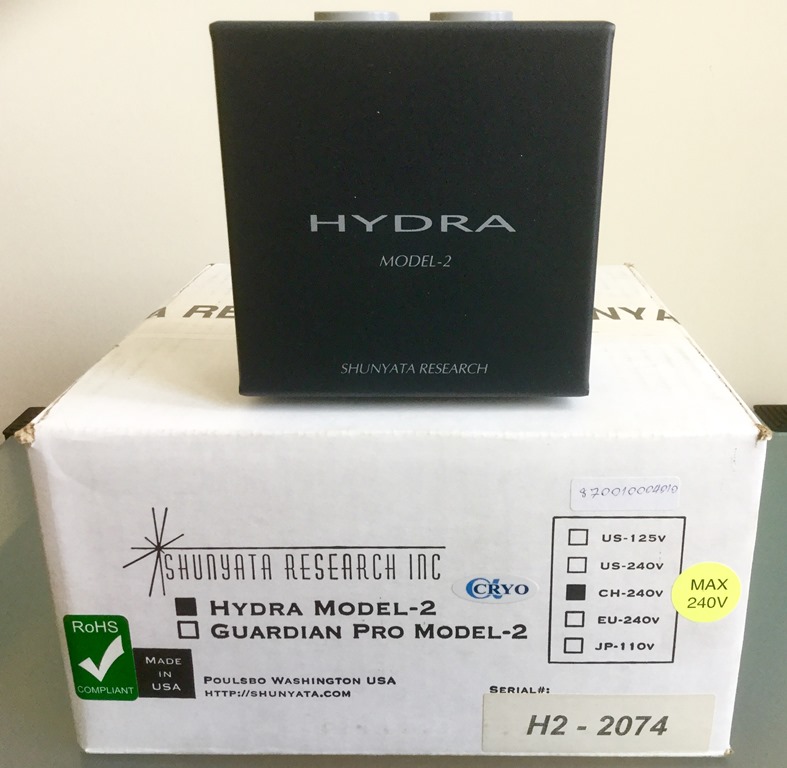 HYDRA
MODEL-2
SHUNYATA RESEARCH
A RE
NYA
870010004010
SHUNYATA RESEARCH INC
CRYO
HYDRA MODEL-2
GUARDIAN PRO MODEL-2
US-125V
US-240V
CH-240V
EU-240V
JP-110V
MAX
240V
RoHS
COMPLIANT
MADE
IN
USA
POULSBO WASHINGTON USA
HTTP://SHUNYATA.COM
SERIAL#:
H2 - 2074